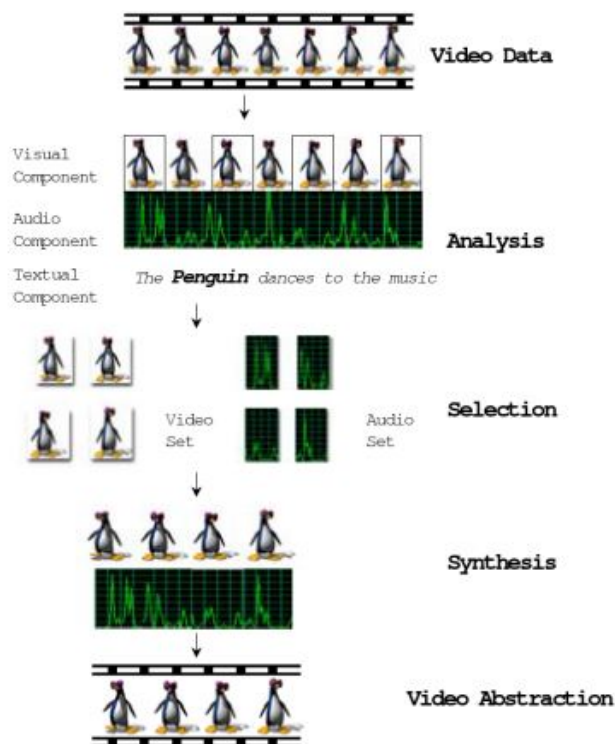 Video Data
Visual
Component
Audio
Component
Analysis
Textual
Component
The Penguin dances to the music
Video
Set
Audio
Set
Selection
Synthesis
Video Abstraction